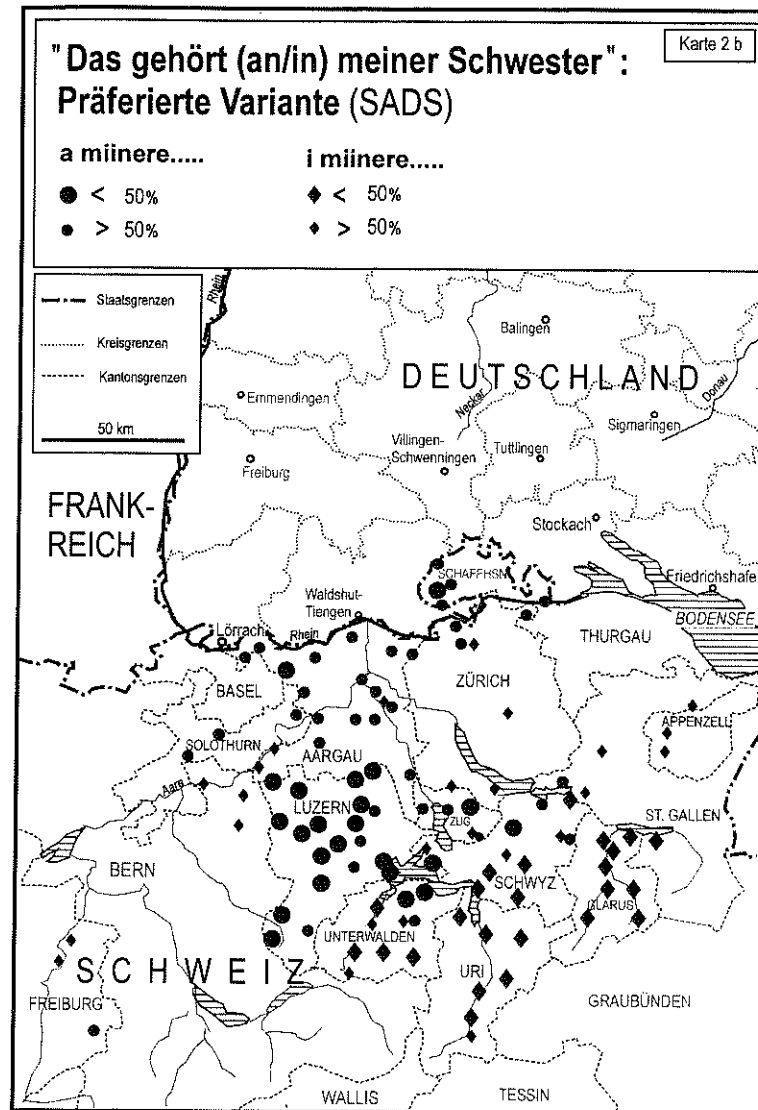 Karte 2 b
"Das gehört (an/in) meiner Schwester":
Präferierte Variante (SADS)
a miinere.....
i miinere.....
< 50%
< 50%
> 50%
> 50%
Staatsgrenzen
Kreisgrenzen
Kantonsgrenzen
50 km
Rhein
Balingen
DEUTSCHLAND
Neckar
Donau
Emmendingen
Sigmaringen
Villingen-
Schwenningen
Tuttlingen
Freiburg
FRANK-
REICH
Stockach
SCHAFFHSN
Friedrichshafen
Waldshut-
Tiengen
BODENSEE
Lörrach
Rhein
THURGAU
BASEL
ZÜRICH
APPENZELL
SOLOTHURN
AARGAU
Aare
LUZERN
ST. GALLEN
ZUG
BERN
SCHWYZ
GLARUS
UNTERWALDEN
SCHWEIZ
URI
FREIBURG
GRAUBÜNDEN
WALLIS
TESSIN